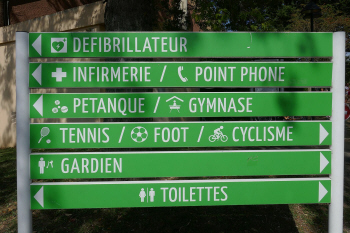 DEFIBRILLATEUR
INFIRMERIE / POINT PHONE
PETANQUE / GYMNASE
TENNIS / FOOT / CYCLISME
GARDIEN
TOILETTES